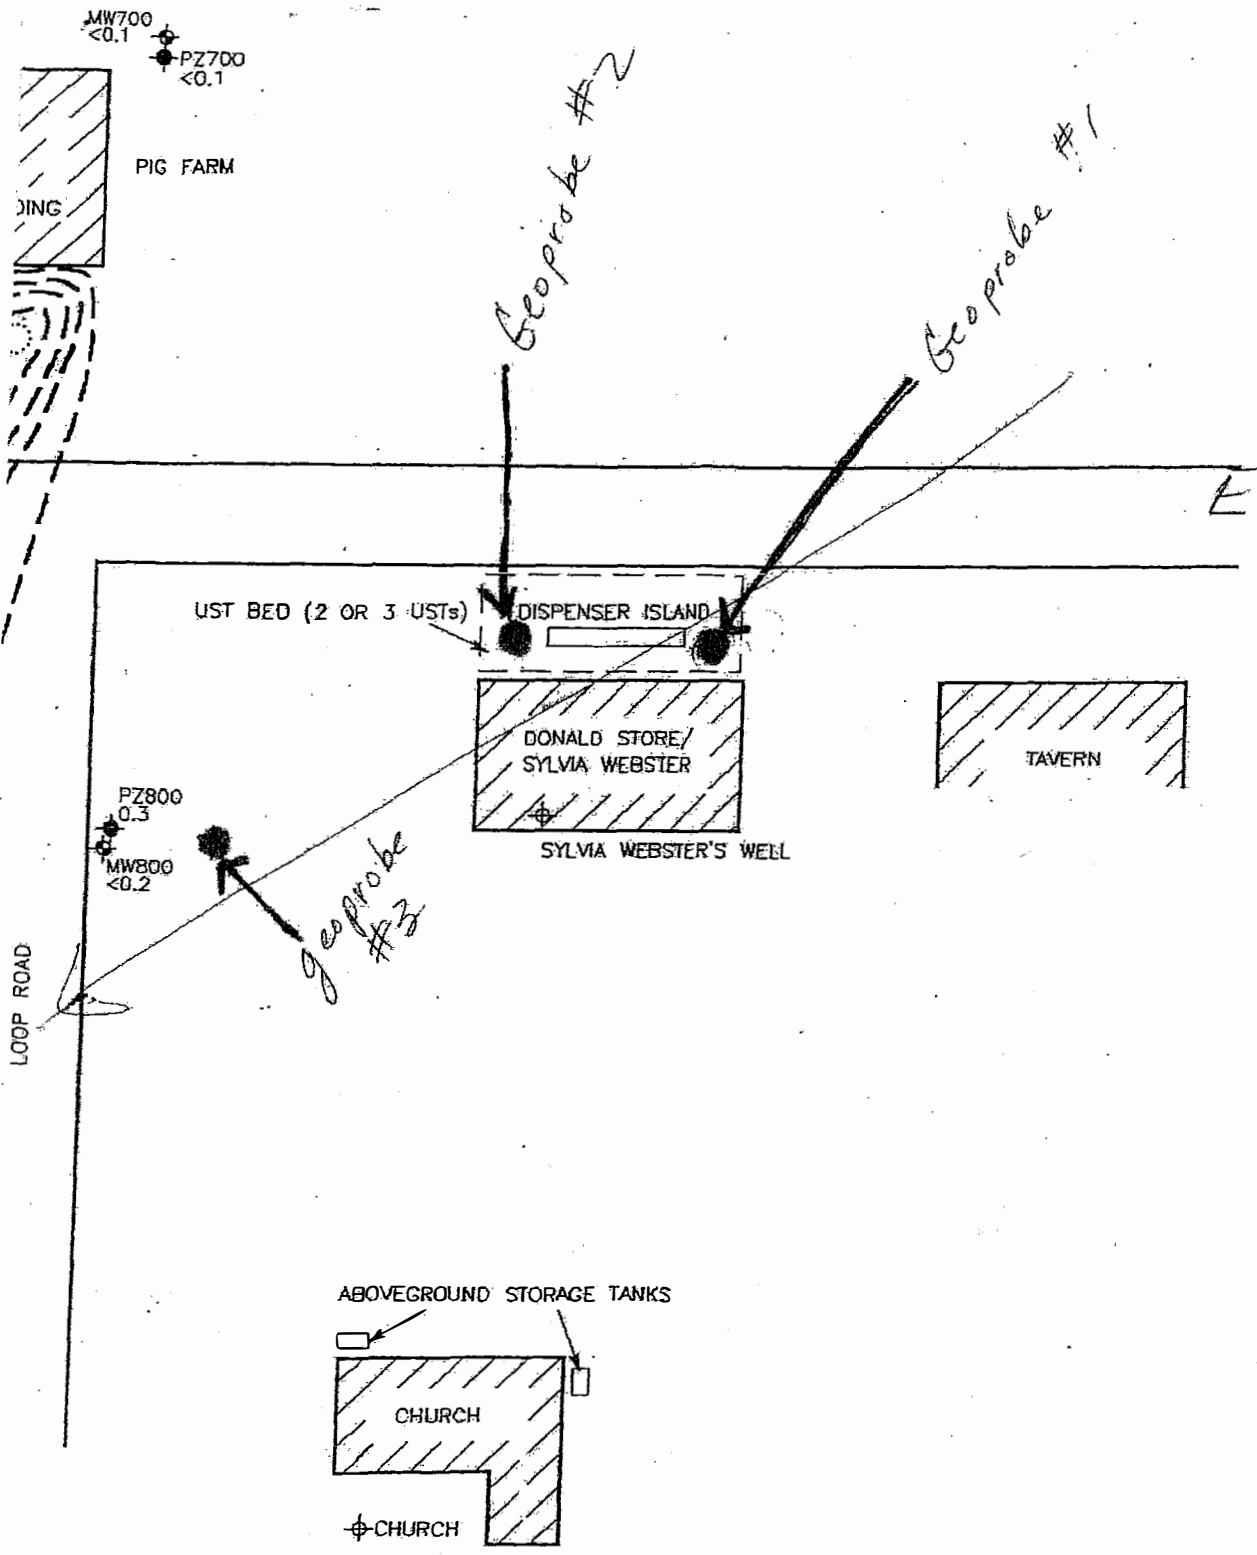 MW700
<0.1
PZ700
<0.1
PIG FARM
DING
Geoprobe #2
Geoprobe #1
E
UST BED (2 OR 3 USTs)
DISPENSER ISLAND
DONALD STORE/
SYLVIA WEBSTER
TAVERN
PZ800
0.3
MW800
<0.2
SYLVIA WEBSTER'S WELL
geoprobe
#3
LOOP ROAD
ABOVEGROUND STORAGE TANKS
CHURCH
CHURCH